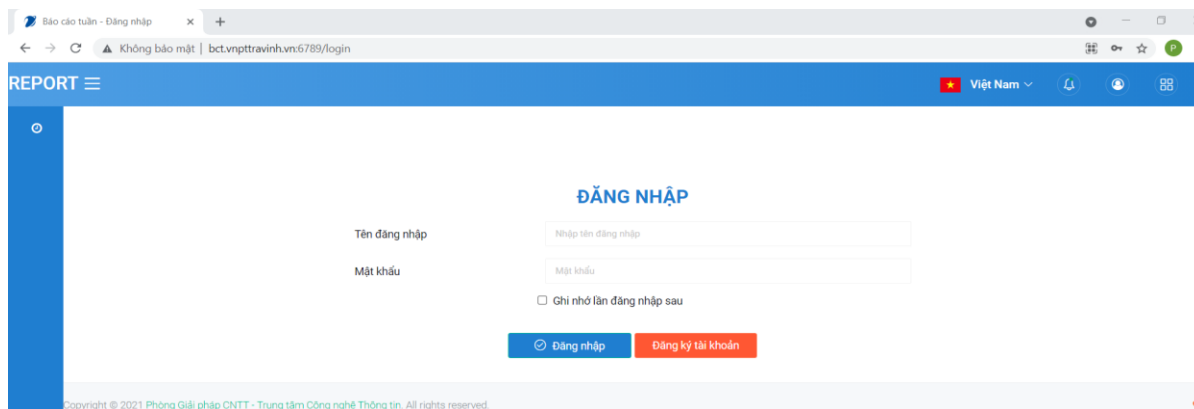 Báo cáo tuần - Đăng nhập
Không bảo mật | bct.vnpttravinh.vn:6789/login
P
REPORT
Việt Nam
ĐĂNG NHẬP
Tên đăng nhập
Nhập tên đăng nhập
Mật khẩu
Mật khẩu
Ghi nhớ lần đăng nhập sau
Đăng nhập
Đăng ký tài khoản
Copyright © 2021 Phòng Giải pháp CNTT - Trung tâm Công nghệ Thông tin. All rights reserved.